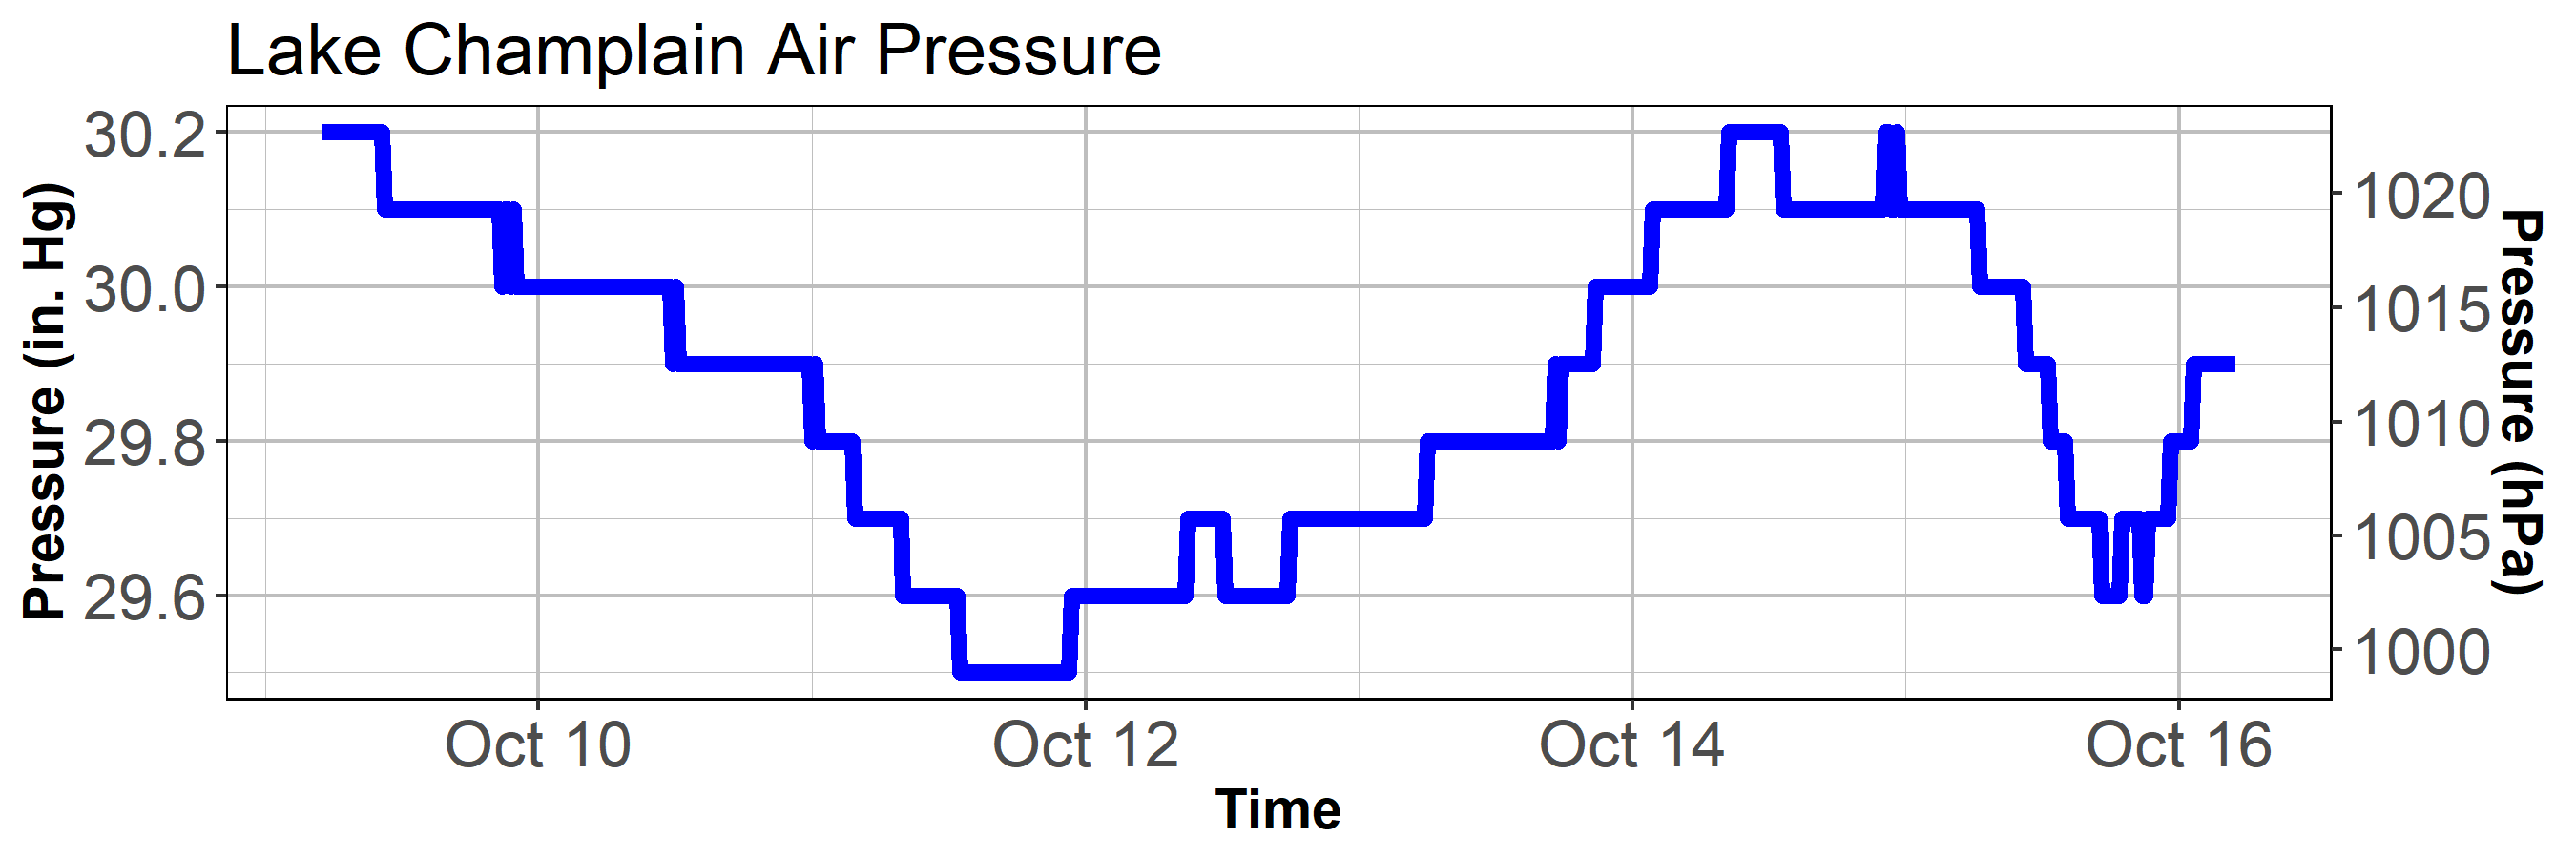 Lake Champlain Air Pressure
Pressure (in. Hg)
30.2
30.0
29.8
29.6
1020
1015
1010
1005
1000
Pressure (hPa)
Oct 10 Oct 12 Oct 14 Oct 16
Time